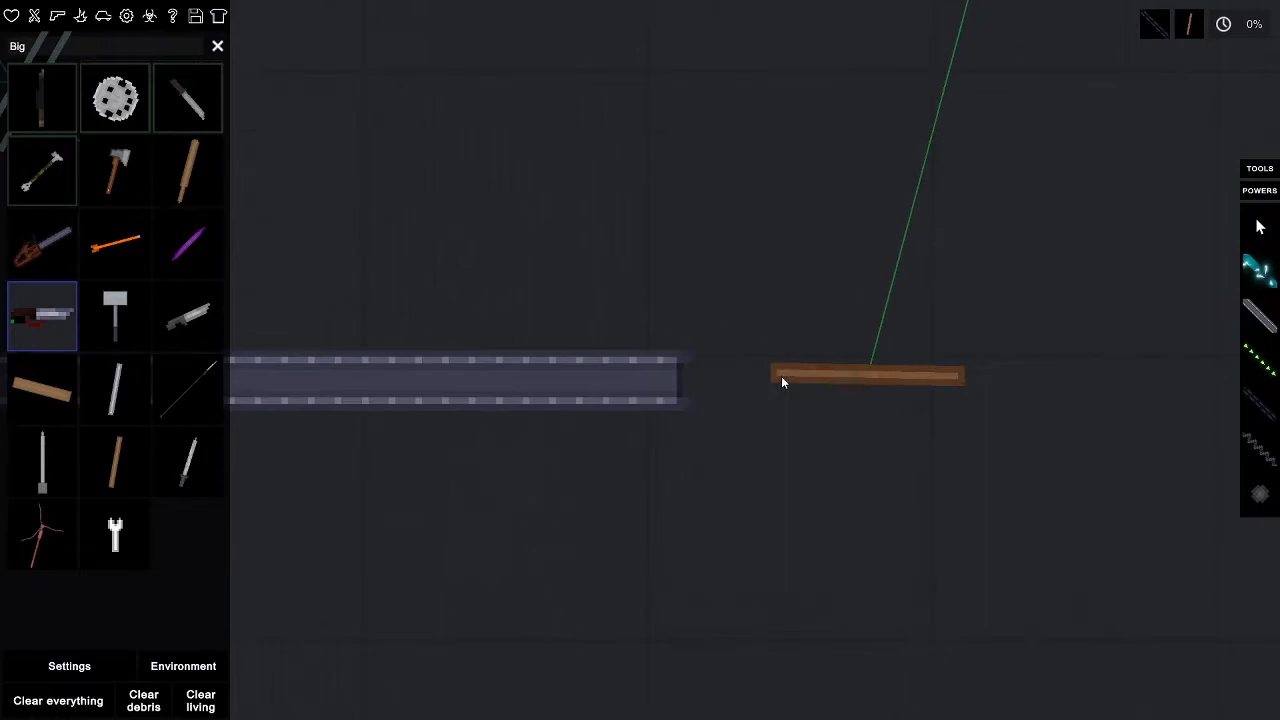 Big
0%
TOOLS
POWERS
Settings
Environment
Clear everything
Clear
debris
Clear
living